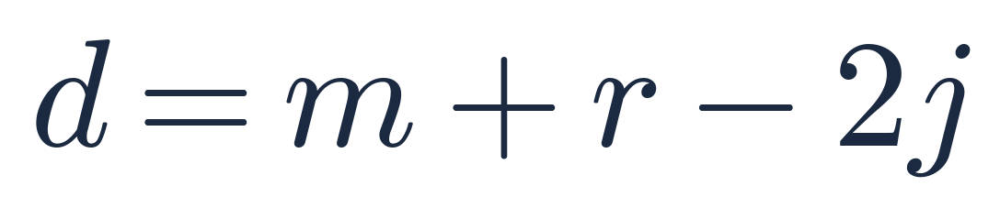 d = m + r − 2j